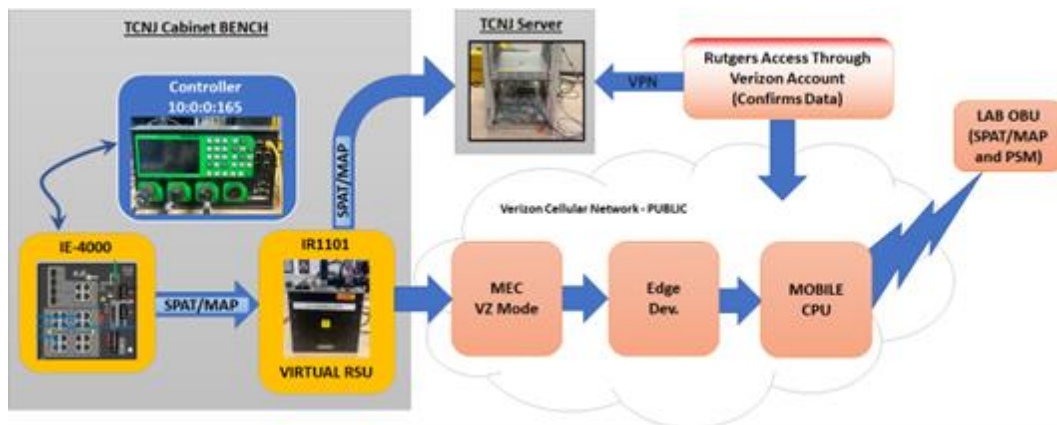 TCNJ Cabinet BENCH
TCNJ Server
Controller
10:0:0:165
Rutgers Access Through
Verizon Account
(Confirms Data)
VPN
LAB OBU
(SPAT/MAP
and PSM)
SPAT/MAP
Verizon Cellular Network - PUBLIC
IE-4000
SPAT/MAP
IR1101
VIRTUAL RSU
MEC
VZ Mode
Edge
Dev.
MOBILE
CPU